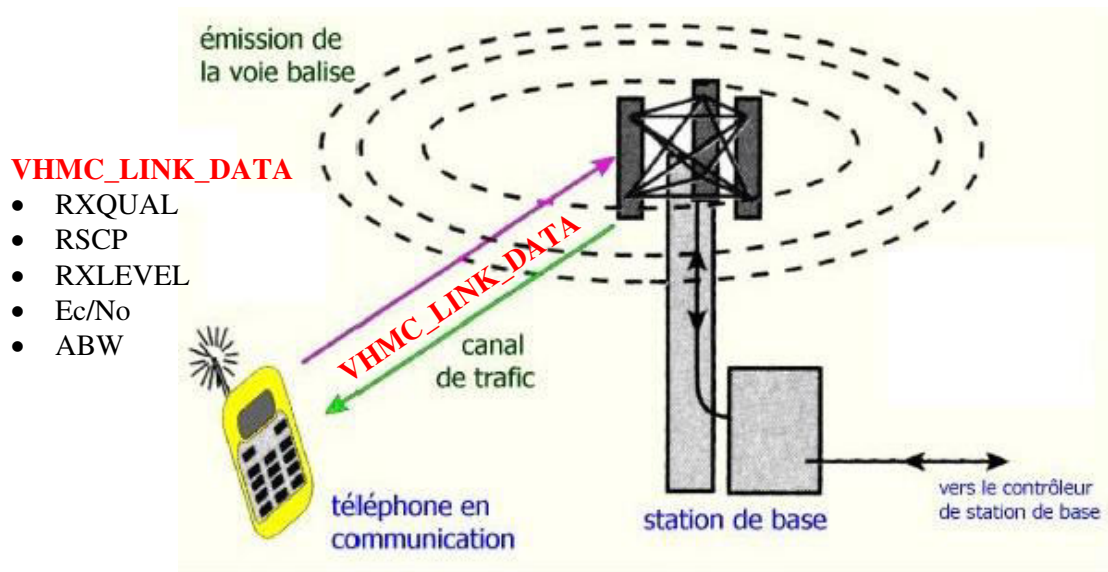 émission de
la voie balise
VHMC_LINK_DATA
• RXQUAL
• RSCP
• RXLEVEL
• Ec/No
• ABW
VHMC_LINK_DATA
canal
de trafic
téléphone en
communication
station de base
vers le contrôleur
de station de base